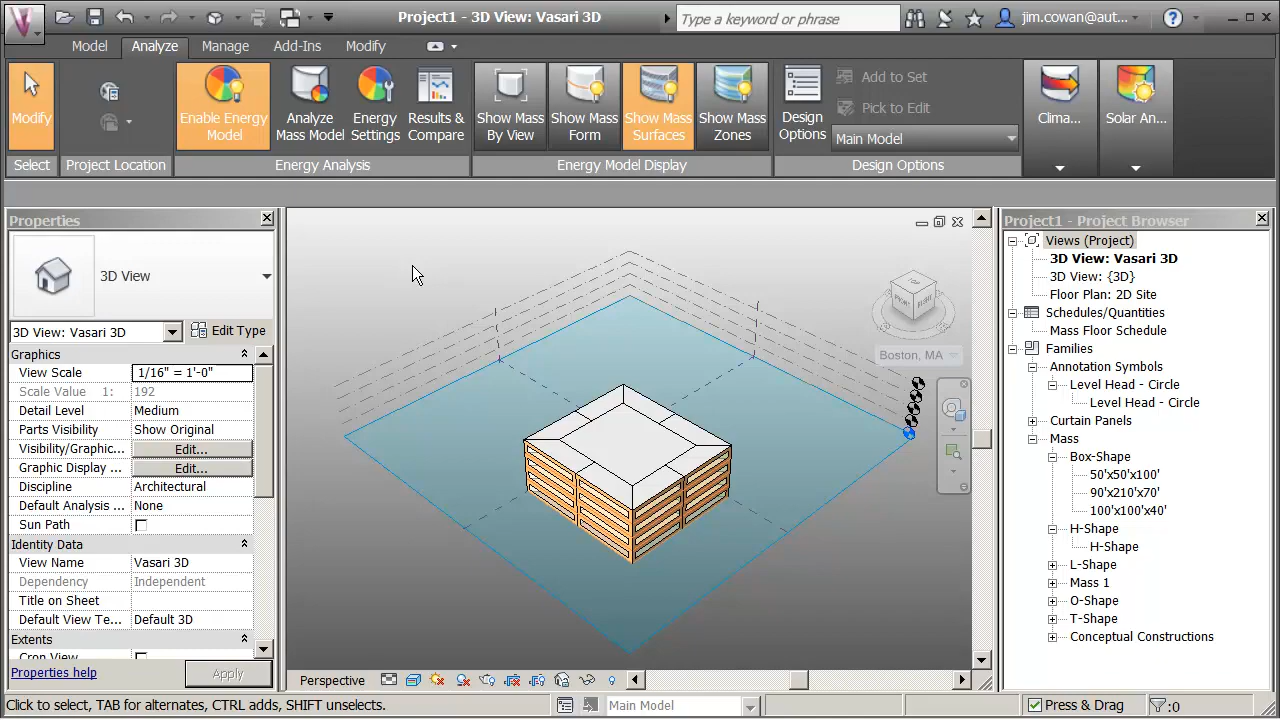 Project1 - 3D View: Vasari 3D
Type a keyword or phrase
jim.cowan@aut...
Model
Analyze
Manage
Add-Ins
Modify
Modify
Enable Energy
Model
Analyze
Mass Model
Energy
Settings
Results &
Compare
Show Mass
By View
Show Mass
Form
Show Mass
Surfaces
Show Mass
Zones
Design
Options
Add to Set
Pick to Edit
Main Model
Clima...
Solar An...
Select
Project Location
Energy Analysis
Energy Model Display
Design Options
Properties
3D View
3D View: Vasari 3D
Edit Type
Graphics
View Scale 1/16" = 1'-0"
Scale Value 1: 192
Detail Level Medium
Parts Visibility Show Original
Visibility/Graphic... Edit...
Graphic Display ... Edit...
Discipline Architectural
Default Analysis ... None
Sun Path
Identity Data
View Name Vasari 3D
Dependency Independent
Title on Sheet
Default View Te... Default 3D
Extents
Crop View
Properties help
Apply
TOP
FRONT
RIGHT
Boston, MA
Perspective
Project1 - Project Browser
Views (Project)
3D View: Vasari 3D
3D View: {3D}
Floor Plan: 2D Site
Schedules/Quantities
Mass Floor Schedule
Families
Annotation Symbols
Level Head - Circle
Level Head - Circle
Curtain Panels
Mass
Box-Shape
50'x50'x100'
90'x210'x70'
100'x100'x40'
H-Shape
H-Shape
L-Shape
Mass 1
O-Shape
T-Shape
Conceptual Constructions
Click to select, TAB for alternates, CTRL adds, SHIFT unselects.
Main Model
Press & Drag
:0